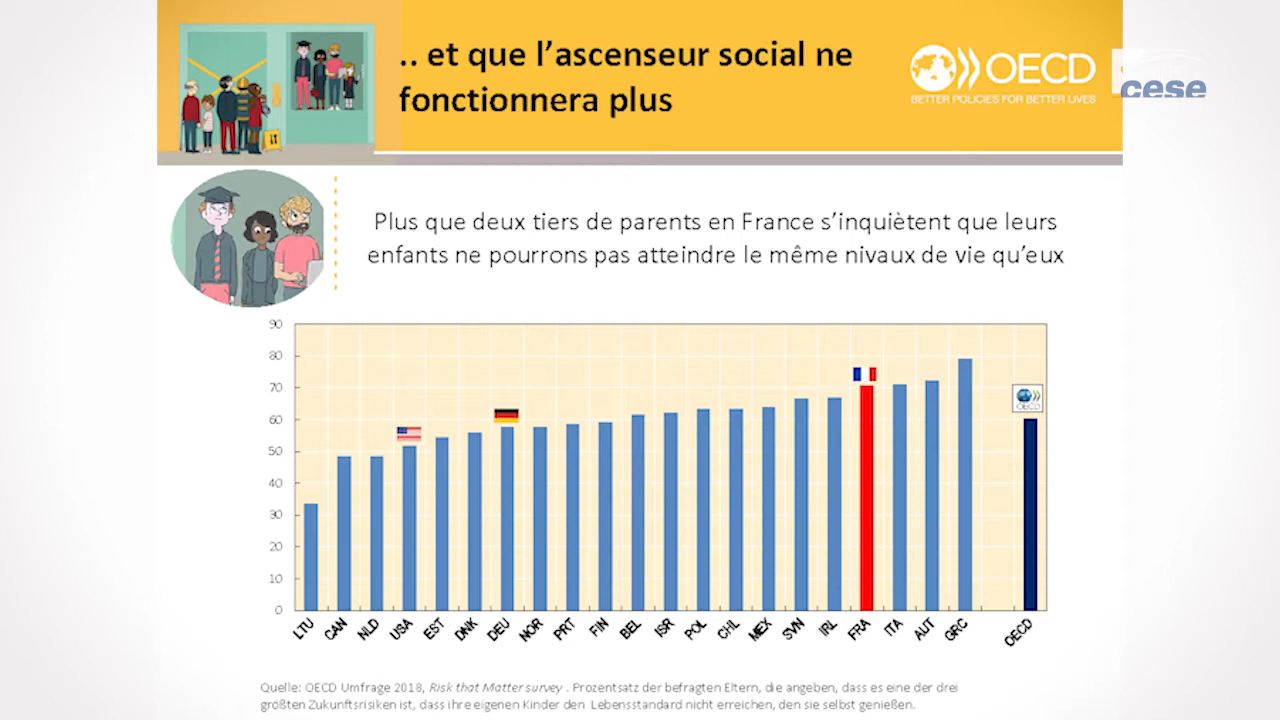 .. et que l’ascenseur social ne
fonctionnera plus
OECD
BETTER POLICIES FOR BETTER LIVES
cese
Plus que deux tiers de parents en France s’inquiètent que leurs
enfants ne pourrons pas atteindre le même nivaux de vie qu’eux
90
80
70
60
50
40
30
20
10
0
OECD
LTU CAN NLD USA EST DNK DEU NOR PRT FIN BEL ISR POL CHL MEX SVN IRL FRA ITA AUT GRC OECD
Quelle: OECD Umfrage 2018, Risk that Matter survey . Prozentsatz der befragten Eltern, die angeben, dass es eine der drei
größten Zukunftsrisiken ist, dass ihre eigenen Kinder den Lebensstandard nicht erreichen, den sie selbst genießen.